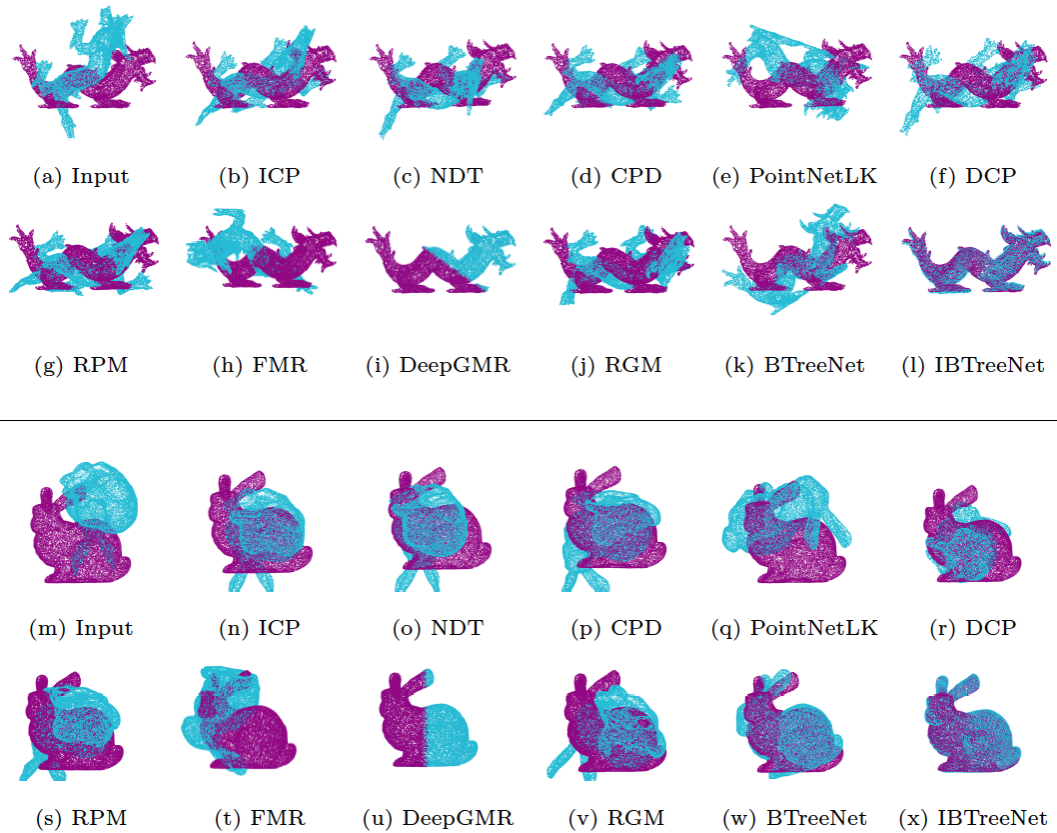 (a) Input (b) ICP (c) NDT (d) CPD (e) PointNetLK (f) DCP
(g) RPM (h) FMR (i) DeepGMR (j) RGM (k) BTreeNet (l) IBTreeNet
(m) Input (n) ICP (o) NDT (p) CPD (q) PointNetLK (r) DCP
(s) RPM (t) FMR (u) DeepGMR (v) RGM (w) BTreeNet (x) IBTreeNet